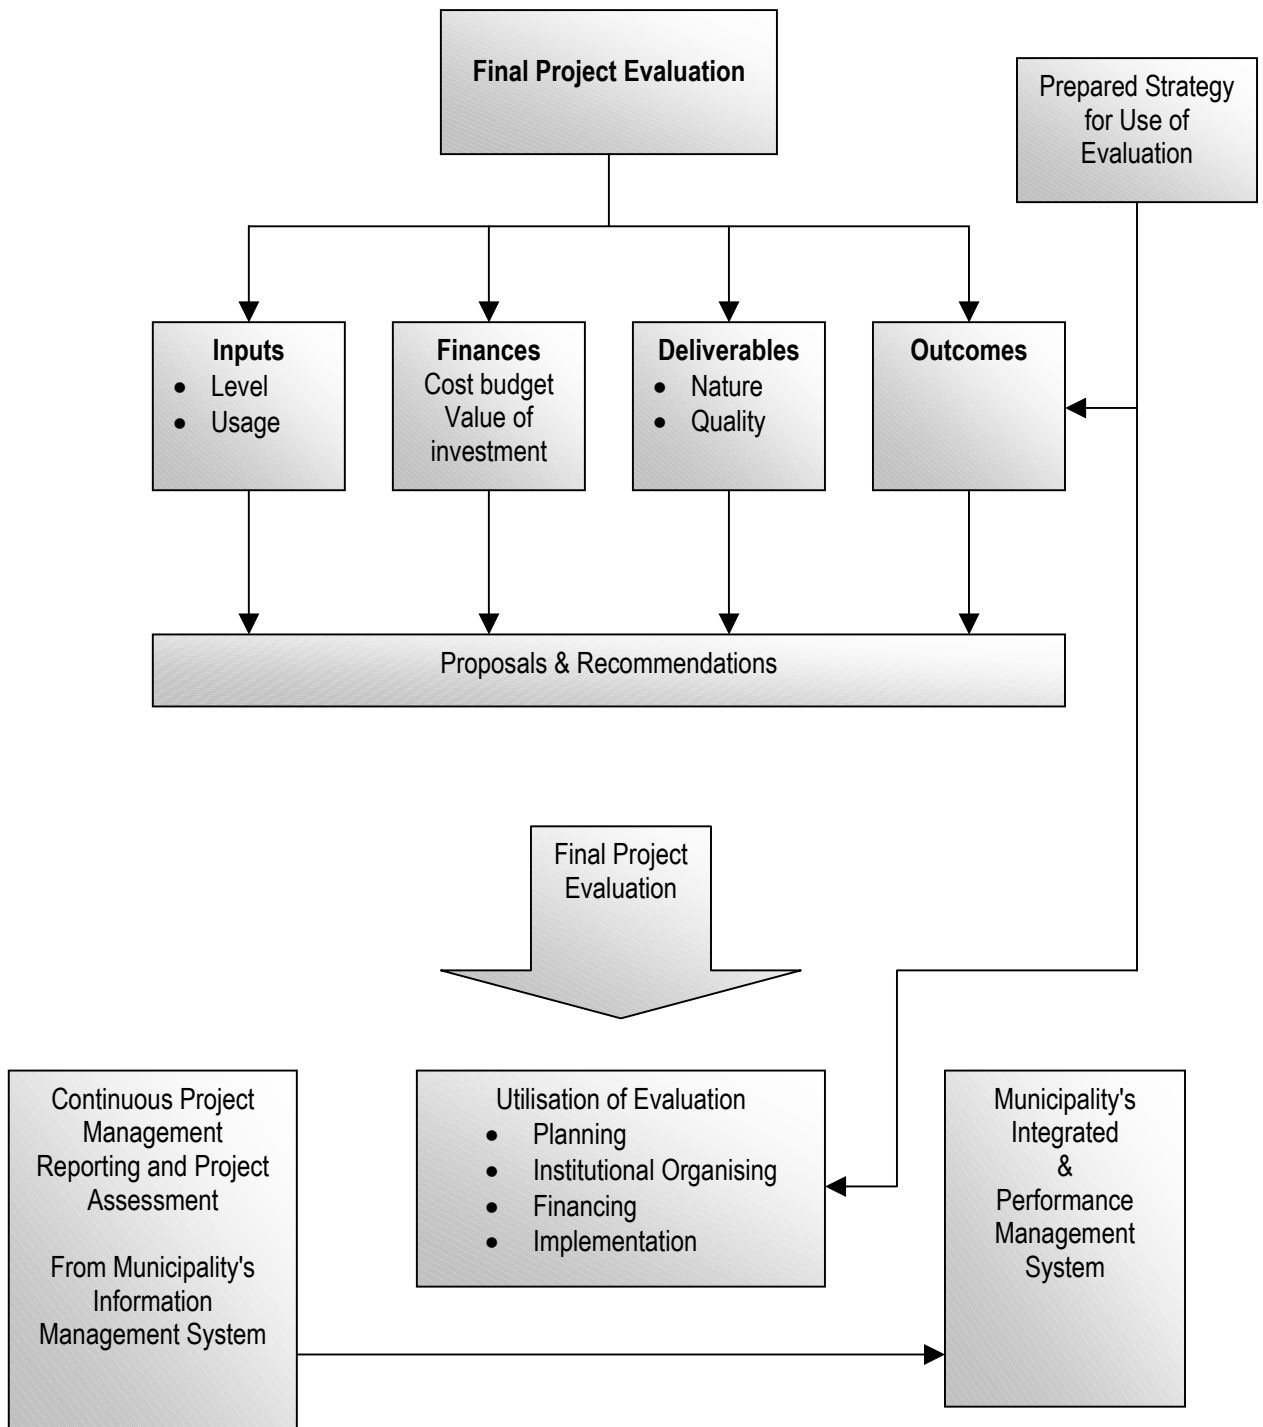 Final Project Evaluation
Prepared Strategy
for Use of
Evaluation
Inputs
• Level
• Usage
Finances
Cost budget
Value of
investment
Deliverables
• Nature
• Quality
Outcomes
Proposals & Recommendations
Final Project
Evaluation
Continuous Project
Management
Reporting and Project
Assessment
From Municipality's
Information
Management System
Utilisation of Evaluation
• Planning
• Institutional Organising
• Financing
• Implementation
Municipality's
Integrated
&
Performance
Management
System